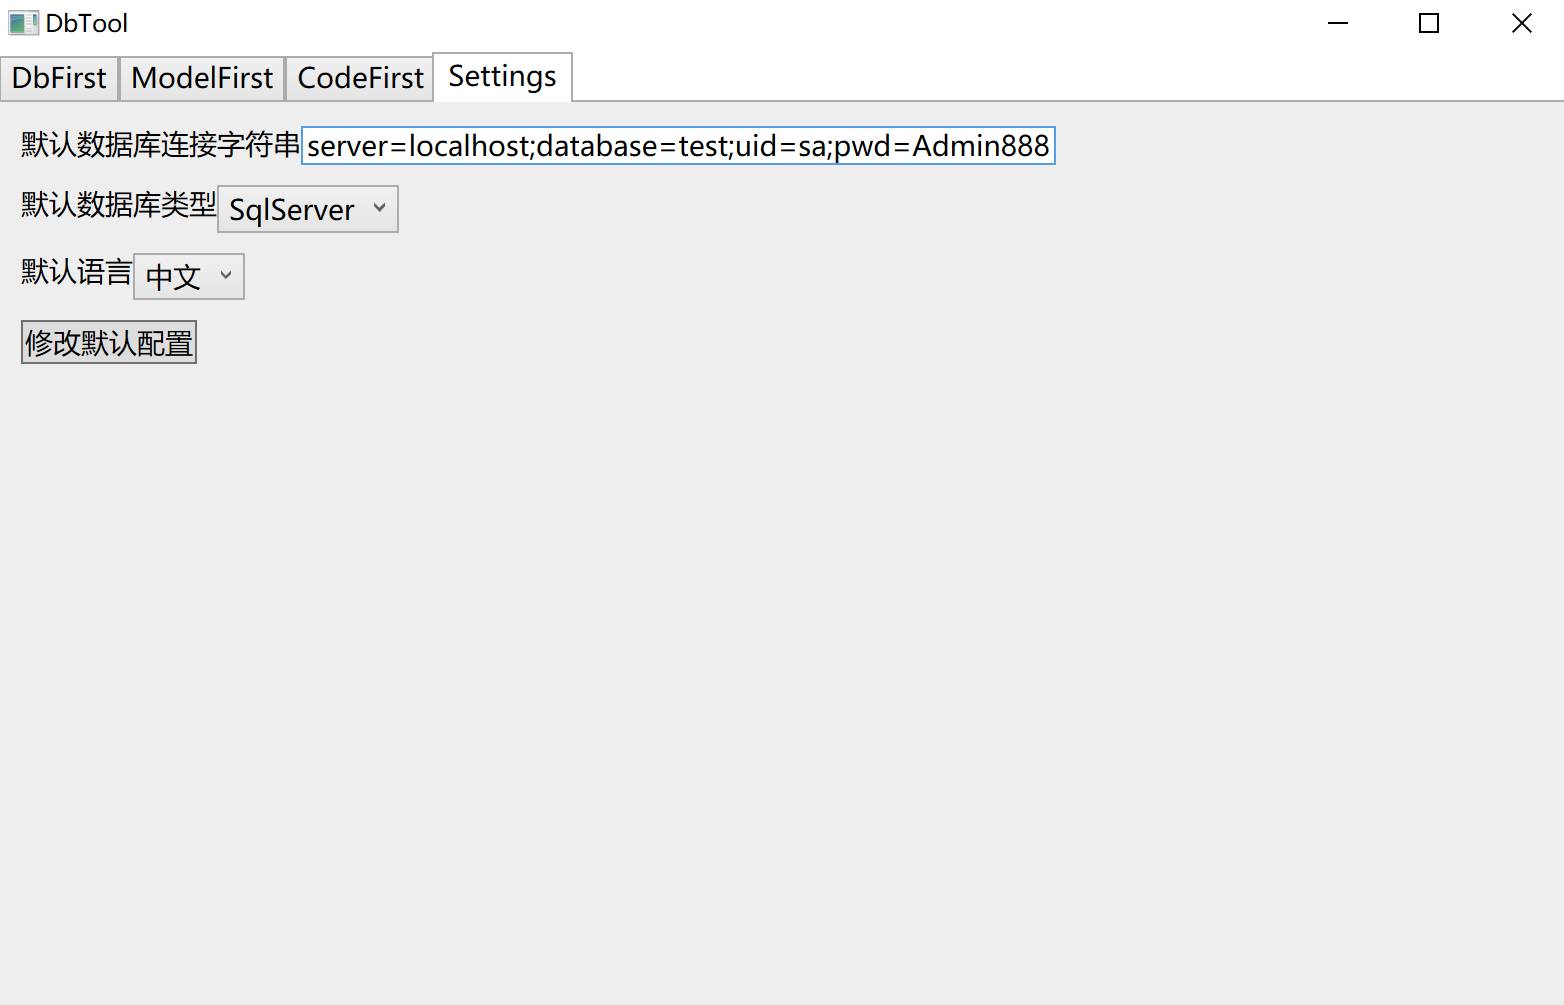 DbTool
DbFirst ModelFirst CodeFirst Settings
默认数据库连接字符串 server=localhost;database=test;uid=sa;pwd=Admin888
默认数据库类型 SqlServer
默认语言 中文
修改默认配置